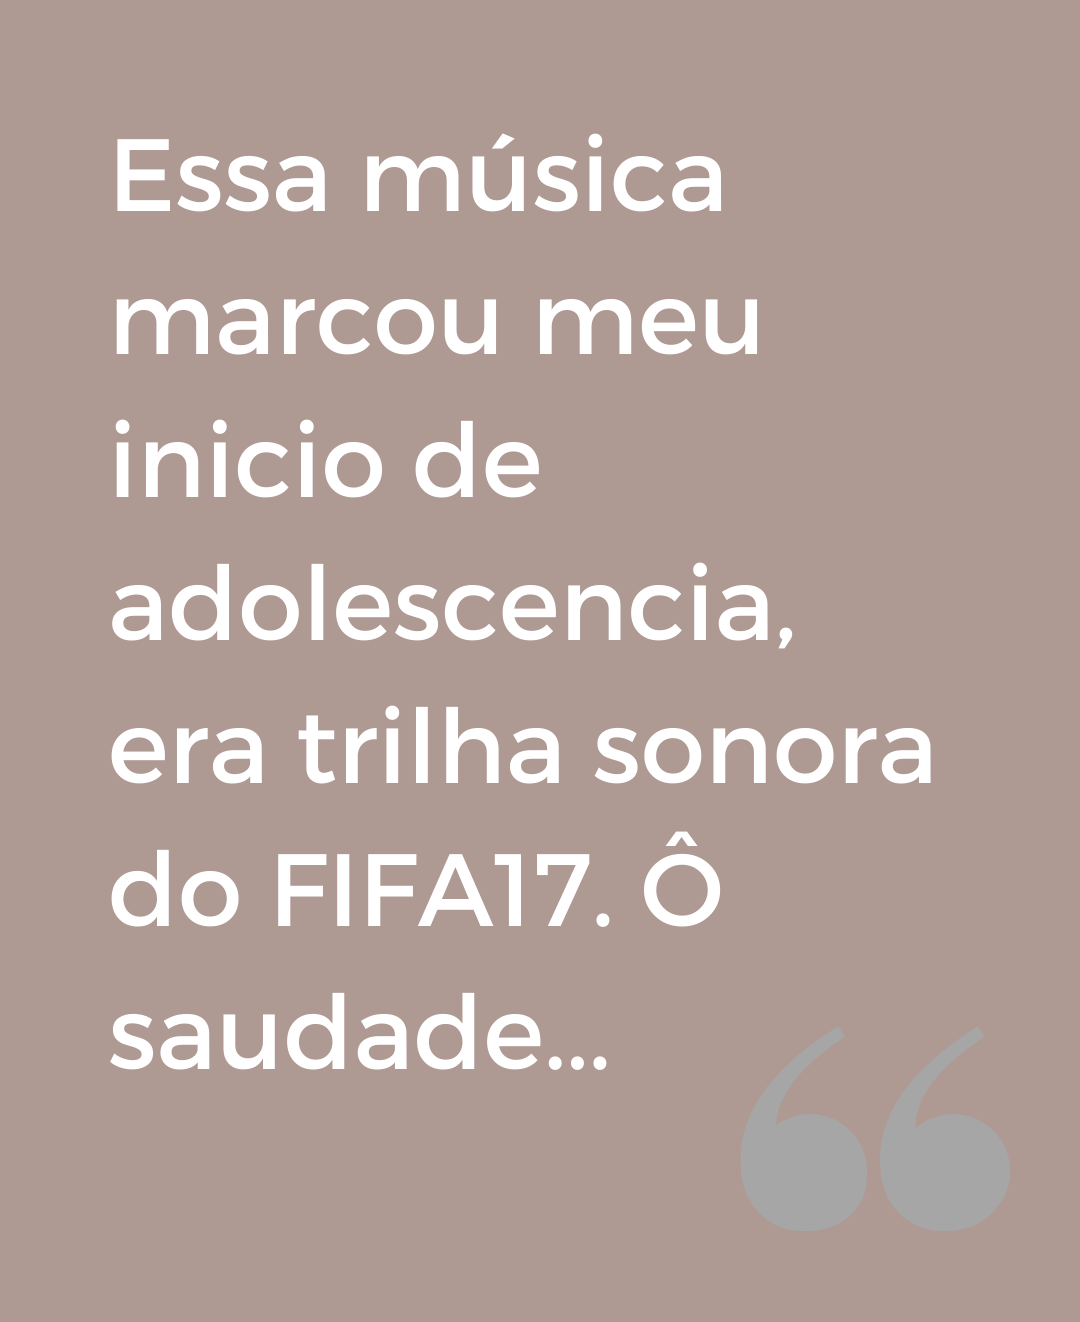 Essa música
marcou meu
inicio de
adolescencia,
era trilha sonora
do FIFA17. Ô
saudade...